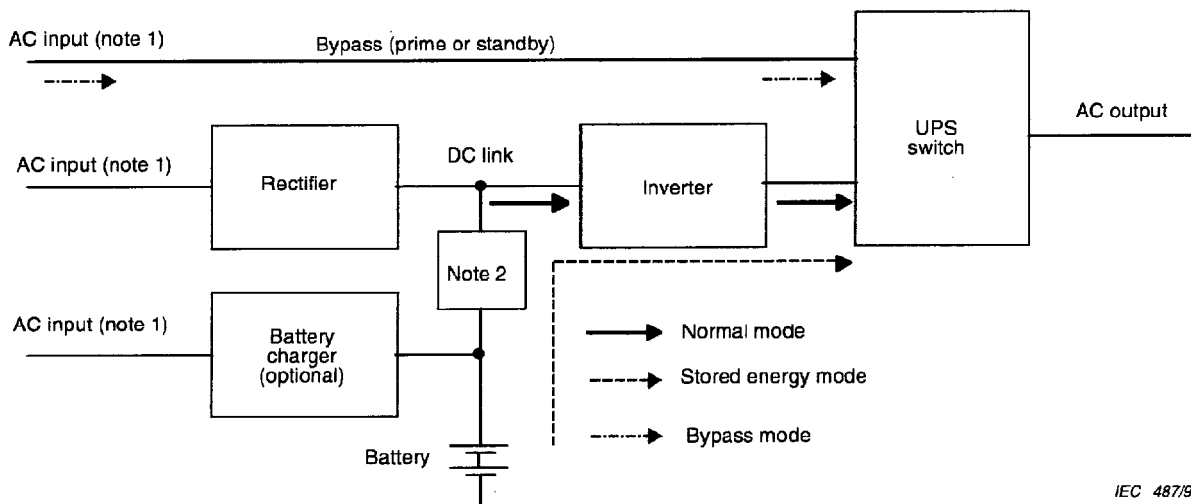 AC input (note 1)
Bypass (prime or standby)
UPS
switch
AC output
AC input (note 1)
Rectifier
DC link
Inverter
Note 2
AC input (note 1)
Battery
charger
(optional)
Battery
Normal mode
Stored energy mode
Bypass mode
IEC 487/9